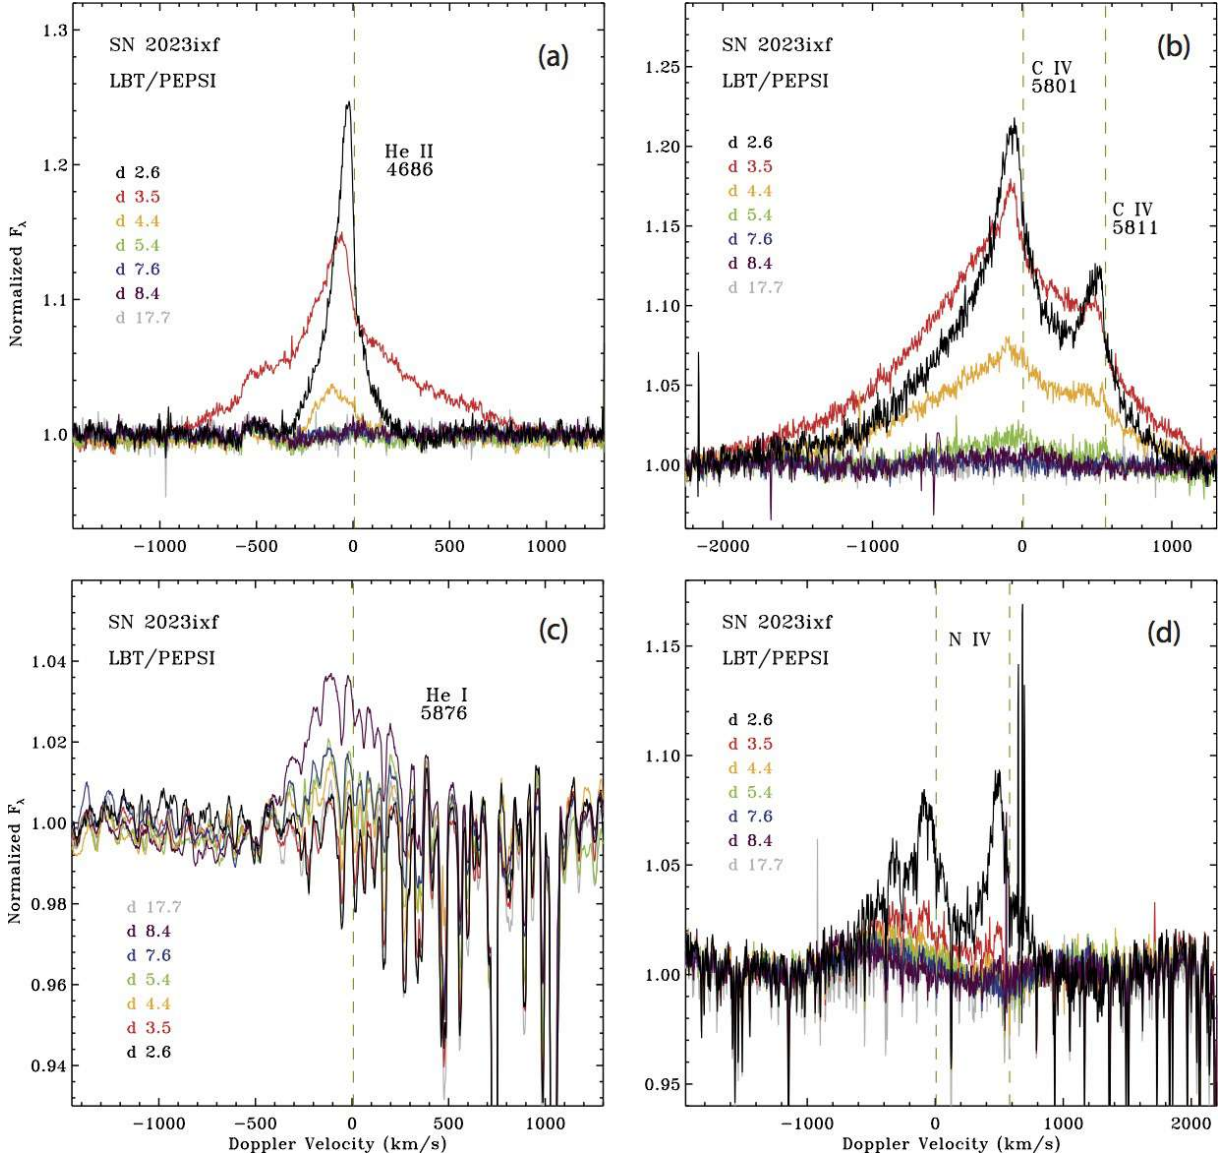 SN 2023ixf
LBT/PEPSI
(a)
He II
4686
d 2.6
d 3.5
d 4.4
d 5.4
d 7.6
d 8.4
d 17.7
1.3
1.2
1.1
1.0
Normalized Fλ
−1000
−500
0
500
1000
SN 2023ixf
LBT/PEPSI
(b)
C IV
5801
C IV
5811
d 2.6
d 3.5
d 4.4
d 5.4
d 7.6
d 8.4
d 17.7
1.25
1.20
1.15
1.10
1.05
1.00
−2000
−1000
0
1000
SN 2023ixf
LBT/PEPSI
(c)
He I
5876
d 17.7
d 8.4
d 7.6
d 5.4
d 4.4
d 3.5
d 2.6
1.04
1.02
1.00
0.98
0.96
0.94
Normalized Fλ
−1000
−500
0
500
1000
Doppler Velocity (km/s)
SN 2023ixf
LBT/PEPSI
(d)
N IV
d 2.6
d 3.5
d 4.4
d 5.4
d 7.6
d 8.4
d 17.7
1.15
1.10
1.05
1.00
0.95
−1000
0
1000
2000
Doppler Velocity (km/s)